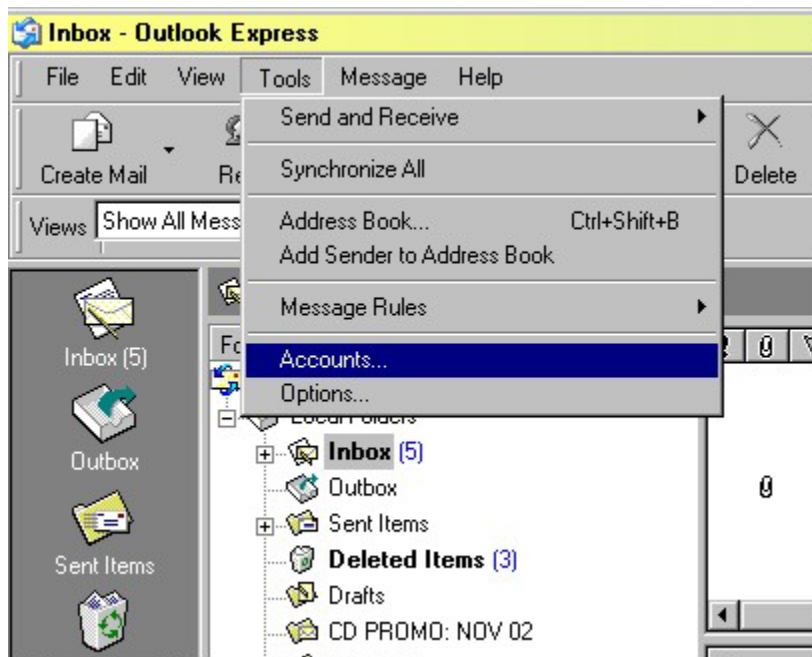 Inbox - Outlook Express
File Edit View Tools Message Help
Create Mail
Delete
Views Show All Mess
Send and Receive
Synchronize All
Address Book... Ctrl+Shift+B
Add Sender to Address Book
Message Rules
Accounts...
Options...
Inbox (5)
Outbox
Sent Items
Local Folders
Inbox (5)
Outbox
Sent Items
Deleted Items (3)
Drafts
CD PROMO: NOV 02